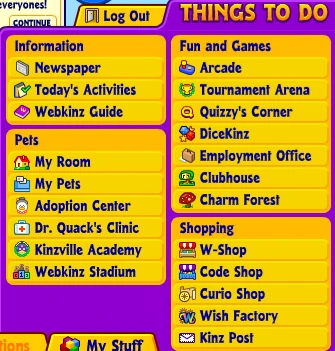 everyones!
CONTINUE
Log Out
THINGS TO DO
Information
Newspaper
Today's Activities
Webkinz Guide
Pets
My Room
My Pets
Adoption Center
Dr. Quack's Clinic
Kinzville Academy
Webkinz Stadium
Fun and Games
Arcade
Tournament Arena
Quizzy's Corner
DiceKinz
Employment Office
Clubhouse
Charm Forest
Shopping
W-Shop
Code Shop
Curio Shop
Wish Factory
Kinz Post
tions
My Stuff